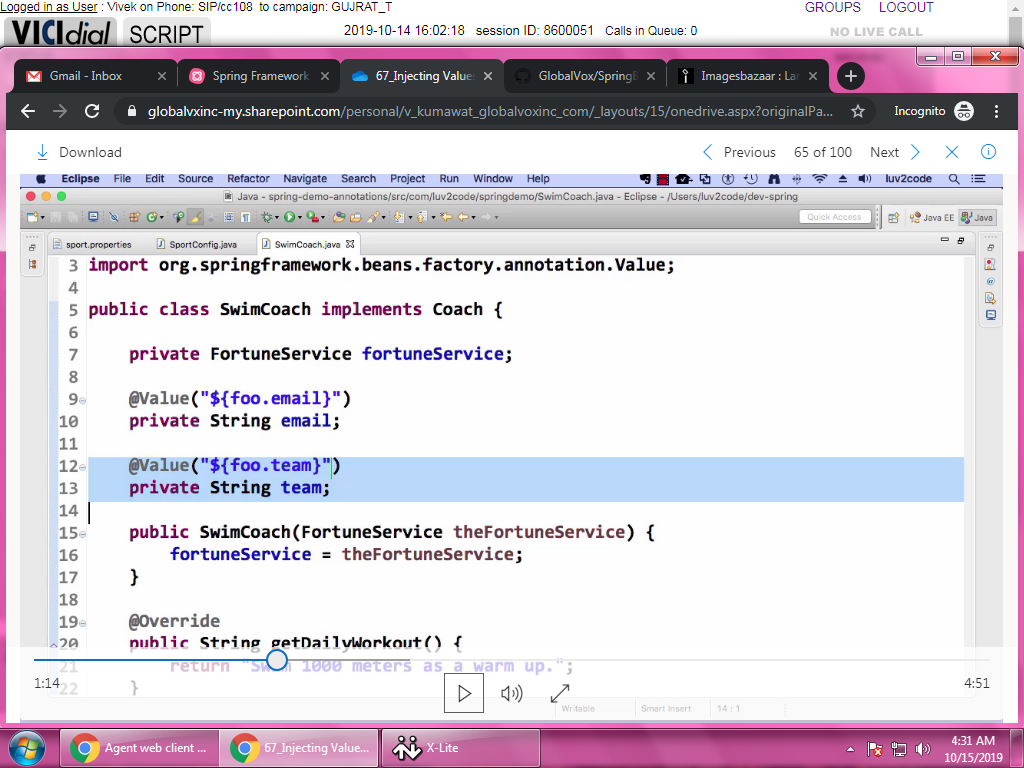 Logged in as User : Vivek on Phone: SIP/cc108 to campaign: GUJRAT_T
GROUPS LOGOUT
VICIdial SCRIPT
2019-10-14 16:02:18 session ID: 8600051 Calls in Queue: 0
NO LIVE CALL
Gmail - Inbox
Spring Framework
67_Injecting Value
GlobalVox/SpringB
Imagesbazaar : Lar
globalvxinc-my.sharepoint.com/personal/v_kumawat_globalvoxinc_com/_layouts/15/onedrive.aspx?originalPa...
Incognito
Download
Previous 65 of 100 Next
Eclipse File Edit Source Refactor Navigate Search Project Run Window Help
luv2code
Java - spring-demo-annotations/src/com/luv2code/springdemo/SwimCoach.java - Eclipse - /Users/luv2code/dev-spring
Quick Access
Java EE
Java
sport.properties
SportConfig.java
SwimCoach.java
3 import org.springframework.beans.factory.annotation.Value;
4
5 public class SwimCoach implements Coach {
6
7 private FortuneService fortuneService;
8
9 @Value("${foo.email}")
10 private String email;
11
12 @Value("${foo.team}")
13 private String team;
14
15 public SwimCoach(FortuneService theFortuneService) {
16 fortuneService = theFortuneService;
17 }
18
19 @Override
20 public String getDailyWorkout() {
21 return "Swim 1000 meters as a warm up.";
22 }
1:14
4:51
Writable
Smart Insert
14 : 1
Agent web client ...
67_Injecting Value...
X-Lite
4:31 AM
10/15/2019